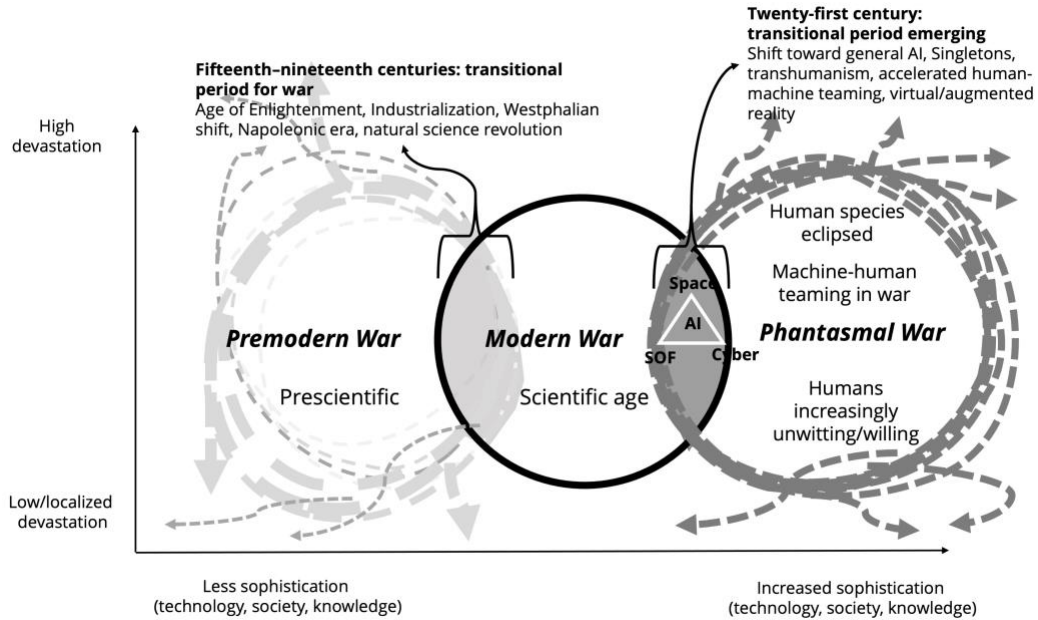 Twenty-first century:
transitional period emerging
Shift toward general AI, Singletons,
transhumanism, accelerated human-
machine teaming, virtual/augmented
reality
Fifteenth–nineteenth centuries: transitional
period for war
Age of Enlightenment, Industrialization, Westphalian
shift, Napoleonic era, natural science revolution
High
devastation
Human species
eclipsed
Machine-human
teaming in war
Space
AI
SOF
Cyber
Premodern War
Modern War
Phantasmal War
Prescientific
Scientific age
Humans
increasingly
unwitting/willing
Low/localized
devastation
Less sophistication
(technology, society, knowledge)
Increased sophistication
(technology, society, knowledge)